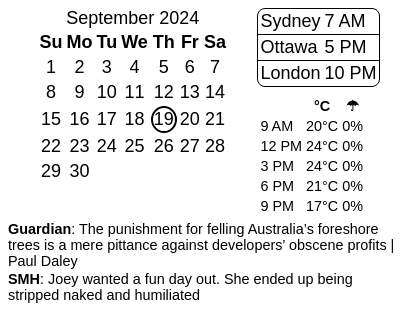 September 2024
Su Mo Tu We Th Fr Sa
1 2 3 4 5 6 7
8 9 10 11 12 13 14
15 16 17 18 19 20 21
22 23 24 25 26 27 28
29 30
Sydney 7 AM
Ottawa 5 PM
London 10 PM
°C ☂
9 AM 20°C 0%
12 PM 24°C 0%
3 PM 24°C 0%
6 PM 21°C 0%
9 PM 17°C 0%
Guardian: The punishment for felling Australia’s foreshore
trees is a mere pittance against developers’ obscene profits |
Paul Daley
SMH: Joey wanted a fun day out. She ended up being
stripped naked and humiliated